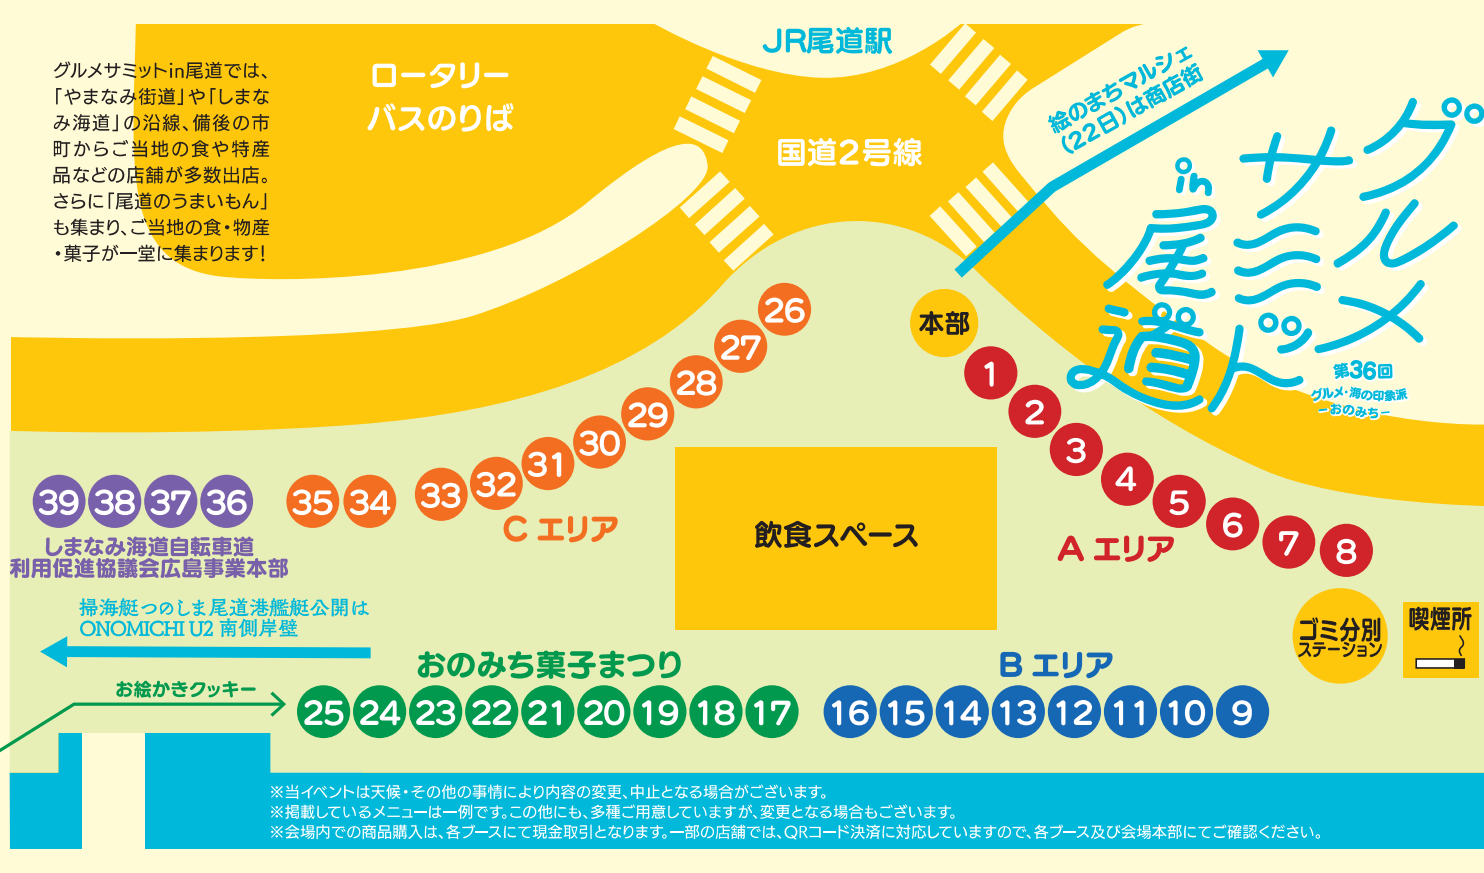 グルメサミットin尾道では、
「やまなみ街道」や「しまな
み海道」の沿線、備後の市
町からご当地の食や特産
品などの店舗が多数出店。
さらに「尾道のうまいもん」
も集まり、ご当地の食・物産
・菓子が一堂に集まります!
ロータリー
バスのりば
JR尾道駅
国道2号線
絵のまちマルシェ
(22日)は商店街
グルメ
サミット
in
尾道
第36回
グルメ・海の印象派
－おのみち－
本部
1
2
3
4
5
6
7
8
A エリア
26
27
28
29
30
31
32
33
34
35
C エリア
飲食スペース
39
38
37
36
しまなみ海道自転車道
利用促進協議会広島事業本部
掃海艇つのしま尾道港艦艇公開は
ONOMICHI U2 南側岸壁
お絵かきクッキー
おのみち菓子まつり
25
24
23
22
21
20
19
18
17
B エリア
16
15
14
13
12
11
10
9
ゴミ分別
ステーション
喫煙所
※当イベントは天候・その他の事情により内容の変更、中止となる場合がございます。
※掲載しているメニューは一例です。この他にも、多種ご用意していますが、変更となる場合もございます。
※会場内での商品購入は、各ブースにて現金取引となります。一部の店舗では、QRコード決済に対応していますので、各ブース及び会場本部にてご確認ください。